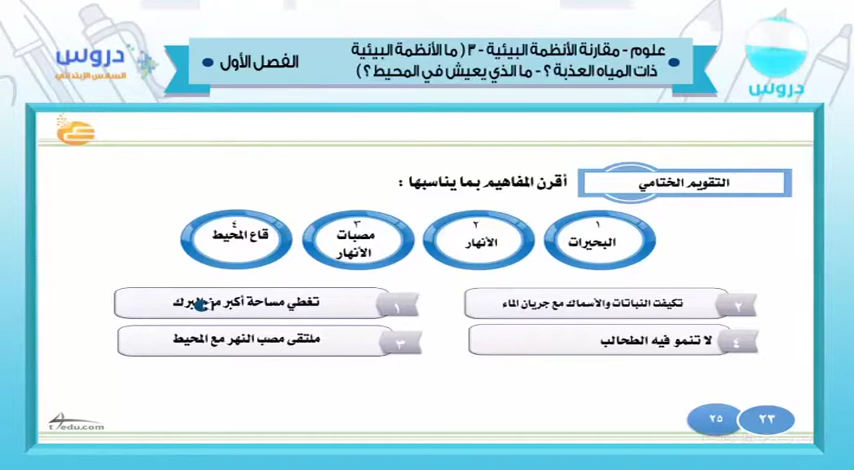 دروس
السادس الإبتدائي
الفصل الأول
علوم - مقارنة الأنظمة البيئية - ٣ ( ما الأنظمة البيئية
ذات المياه العذبة ؟ - ما الذي يعيش في المحيط ؟ )
دروس
التقويم الختامي
أقرن المفاهيم بما يناسبها :
١
البحيرات
٢
الأنهار
٣
مصبات
الأنهار
٤
قاع المحيط
٢
تكيفت النباتات والأسماك مع جريان الماء
١
تغطي مساحة أكبر من البرك
٤
لا تنمو فيه الطحالب
٣
ملتقى مصب النهر مع المحيط
٢٣
٢٥
t4edu.com